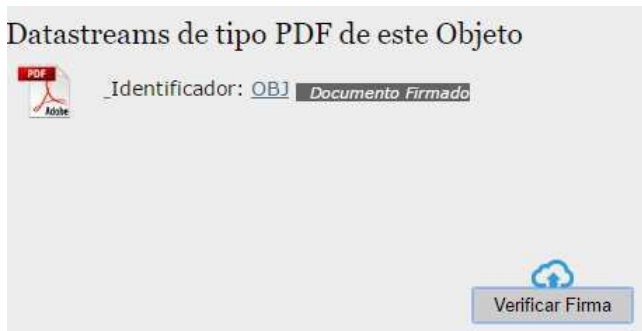 Datastreams de tipo PDF de este Objeto
PDF
_Identificador: OBJ Documento Firmado
Adobe
Verificar Firma